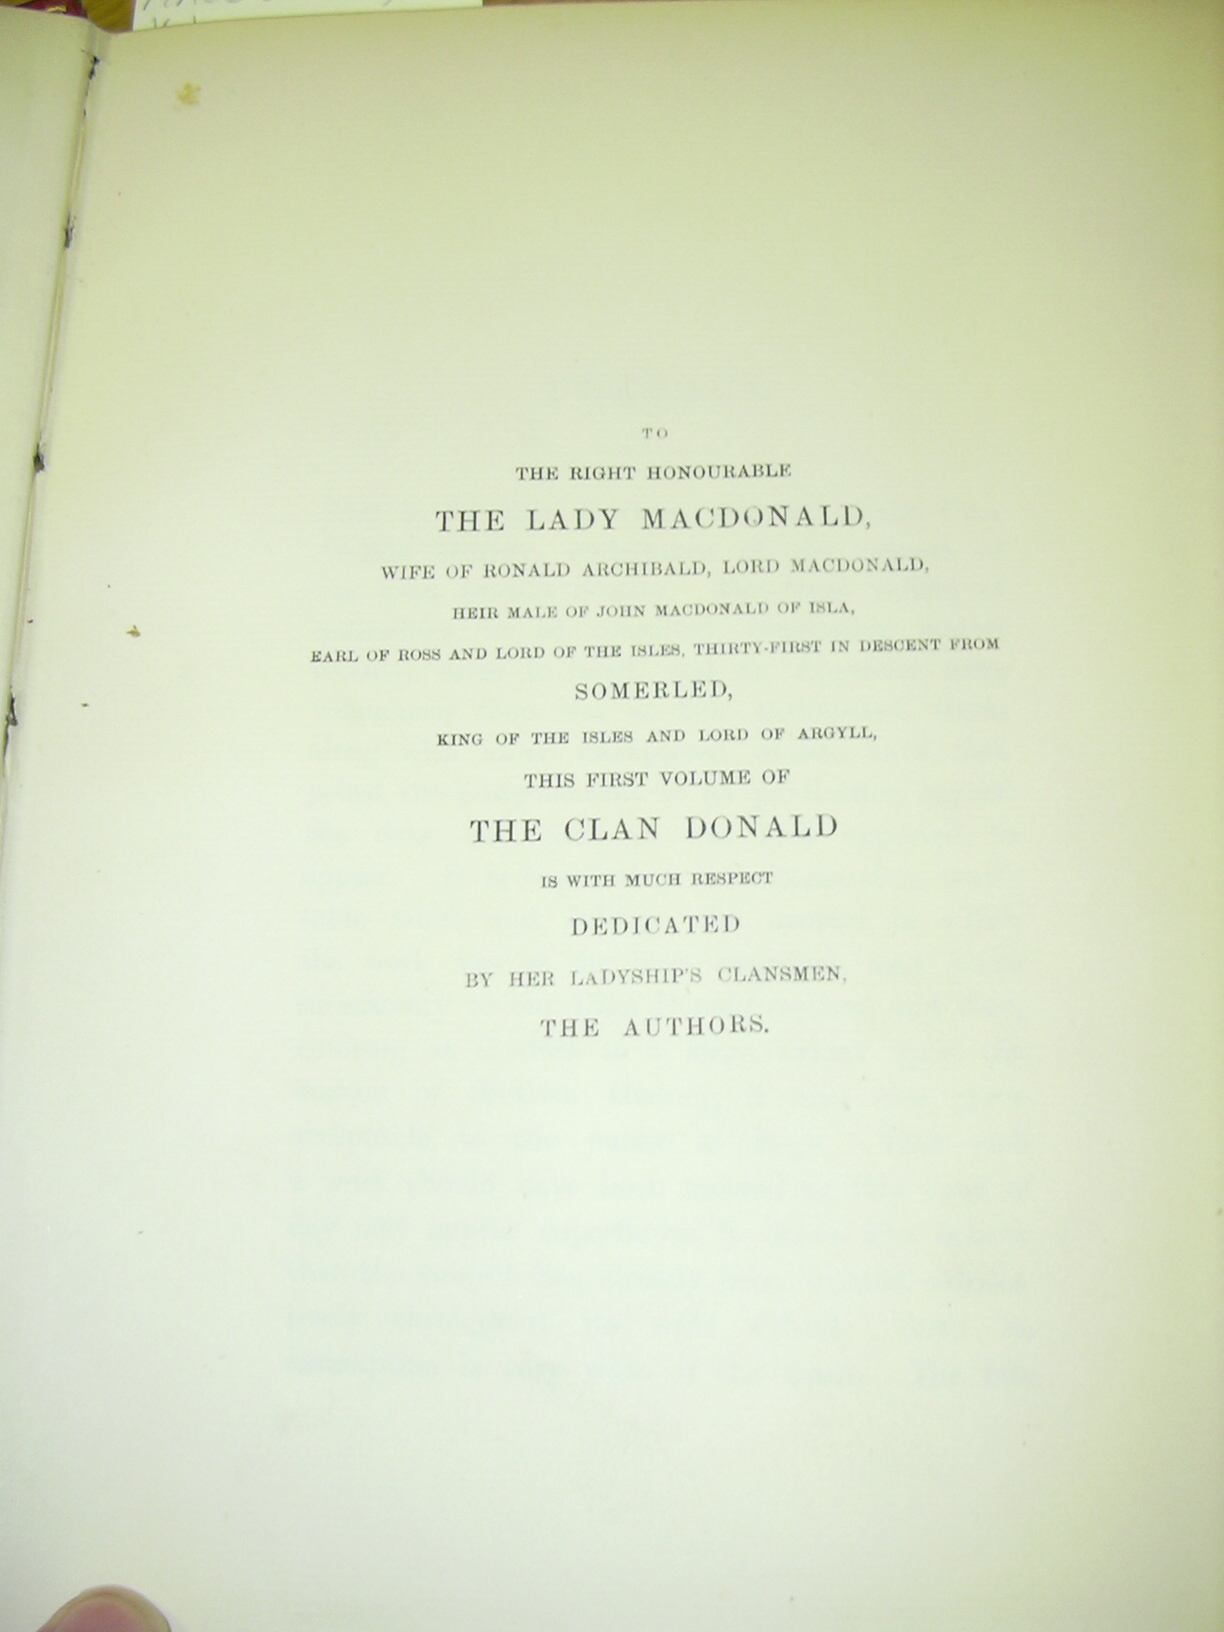 TO
THE RIGHT HONOURABLE
THE LADY MACDONALD,
WIFE OF RONALD ARCHIBALD, LORD MACDONALD,
HEIR MALE OF JOHN MACDONALD OF ISLA,
EARL OF ROSS AND LORD OF THE ISLES, THIRTY-FIRST IN DESCENT FROM
SOMERLED,
KING OF THE ISLES AND LORD OF ARGYLL,
THIS FIRST VOLUME OF
THE CLAN DONALD
IS WITH MUCH RESPECT
DEDICATED
BY HER LADYSHIP'S CLANSMEN,
THE AUTHORS.